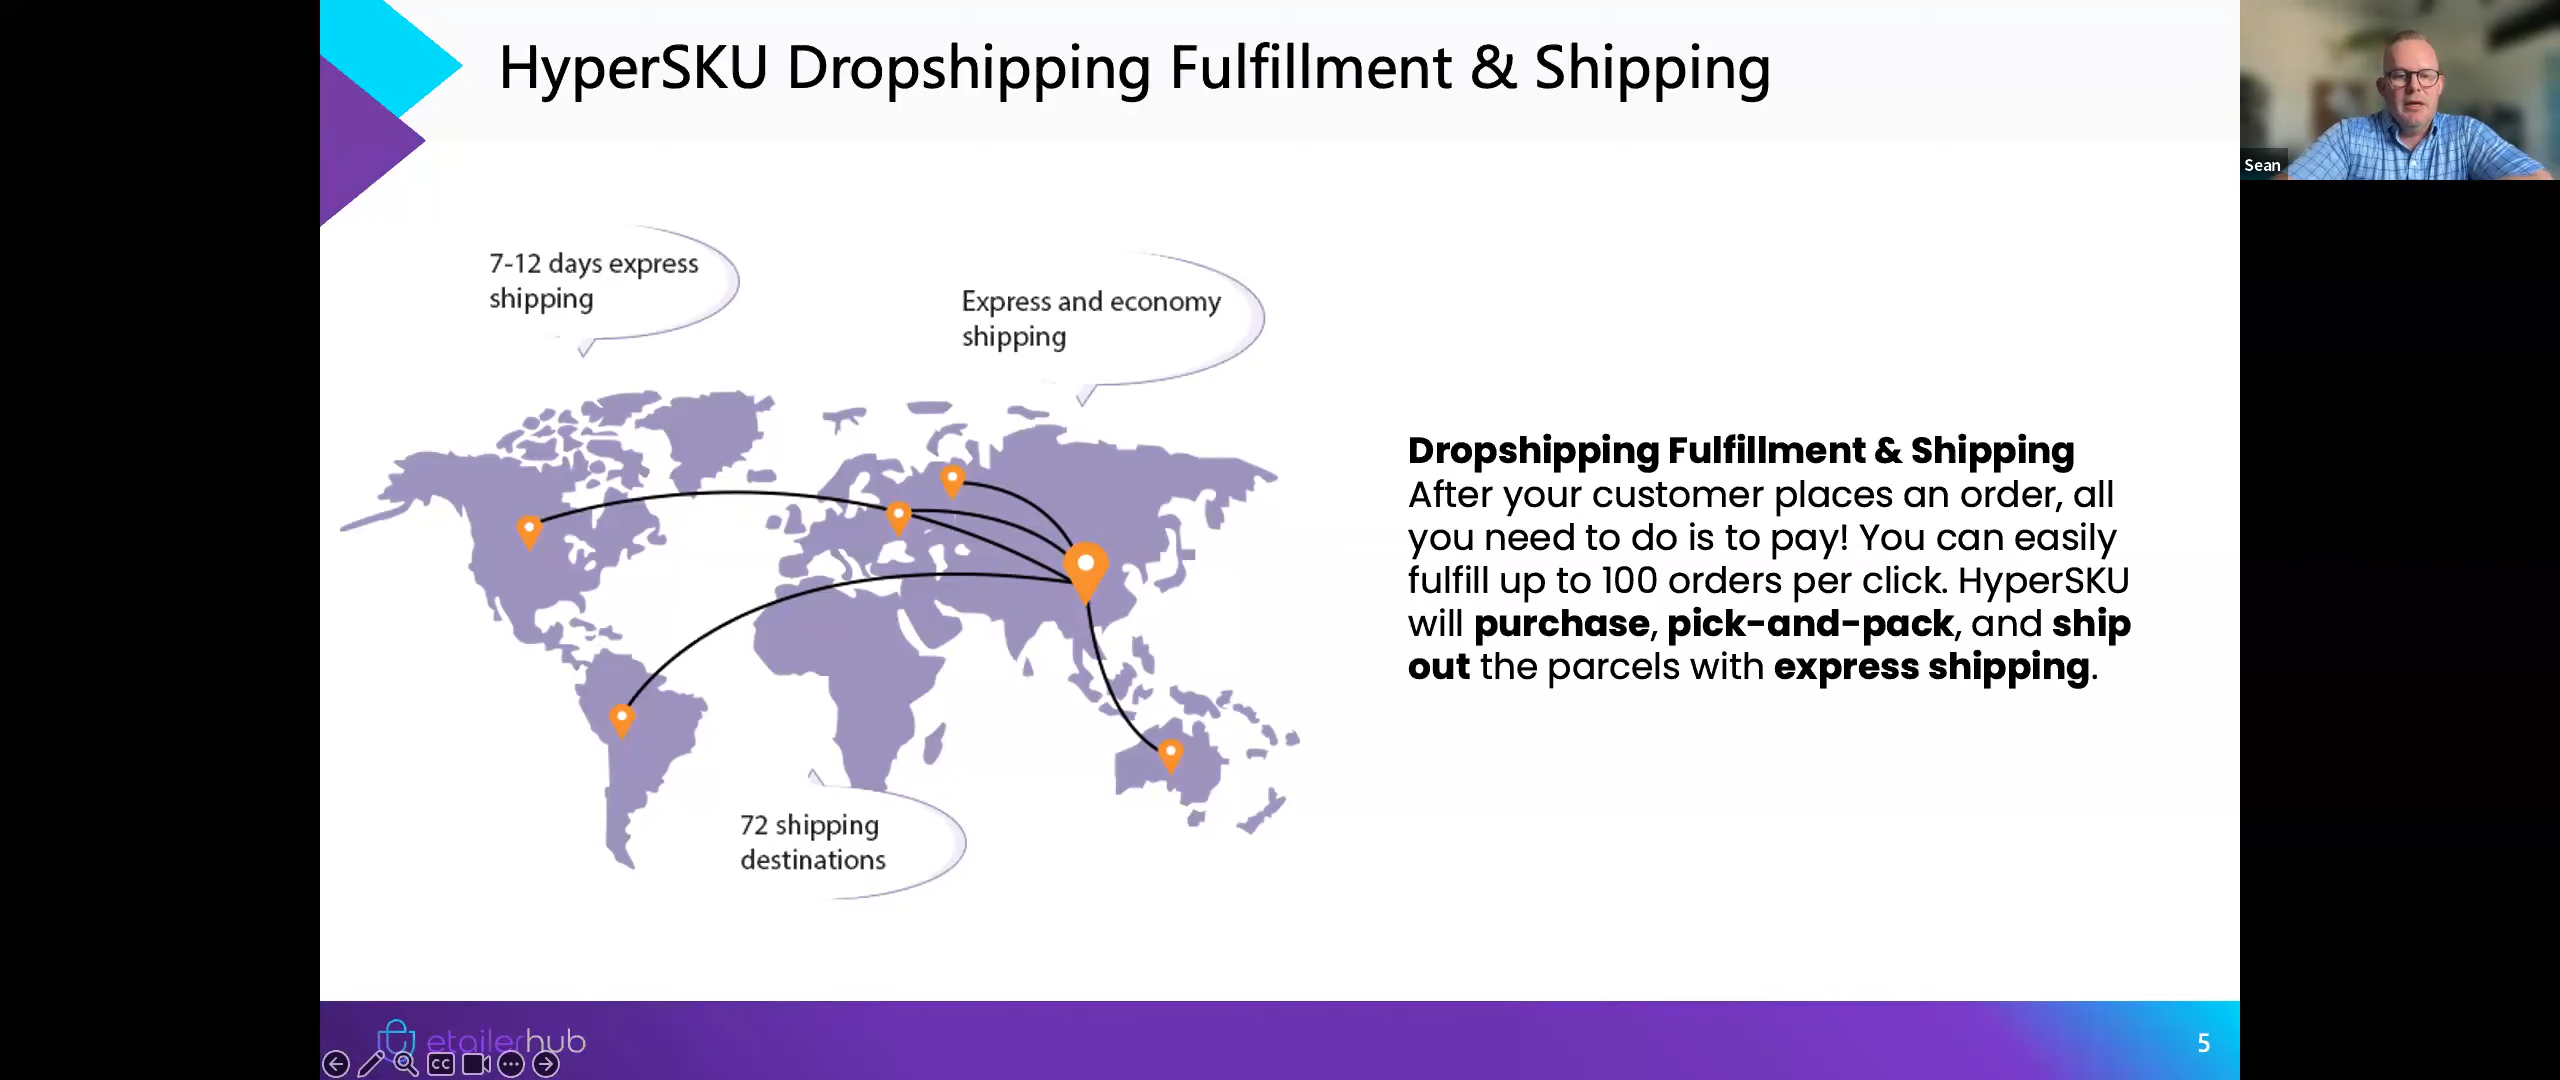 HyperSKU Dropshipping Fulfillment & Shipping
Sean
7-12 days express
shipping
Express and economy
shipping
72 shipping
destinations
Dropshipping Fulfillment & Shipping
After your customer places an order, all
you need to do is to pay! You can easily
fulfill up to 100 orders per click. HyperSKU
will purchase, pick-and-pack, and ship
out the parcels with express shipping.
etailerhub
CC
5